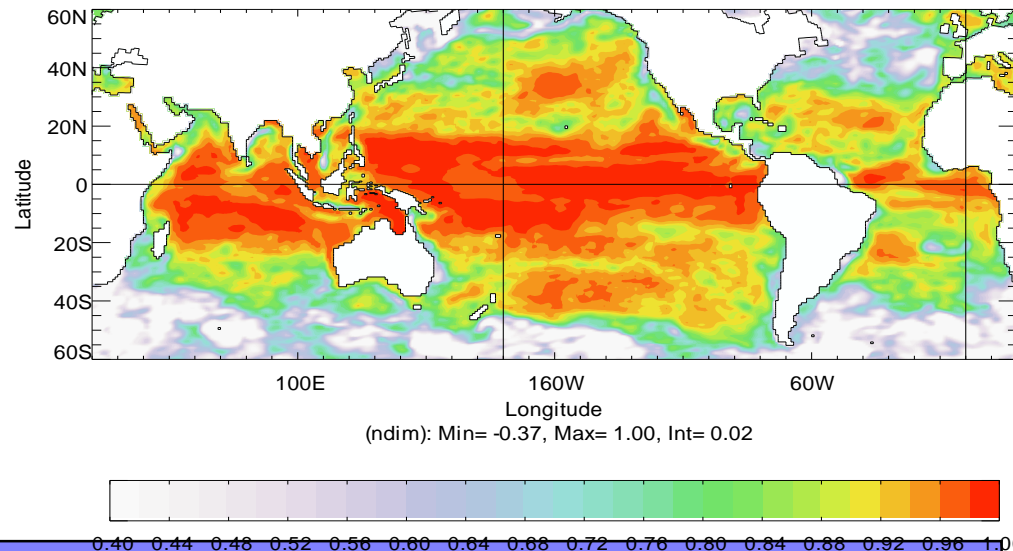 60N
40N
20N
0
20S
40S
60S
Latitude
100E 160W 60W
Longitude
(ndim): Min= -0.37, Max= 1.00, Int= 0.02
0.40 0.44 0.48 0.52 0.56 0.60 0.64 0.68 0.72 0.76 0.80 0.84 0.88 0.92 0.96 1.00